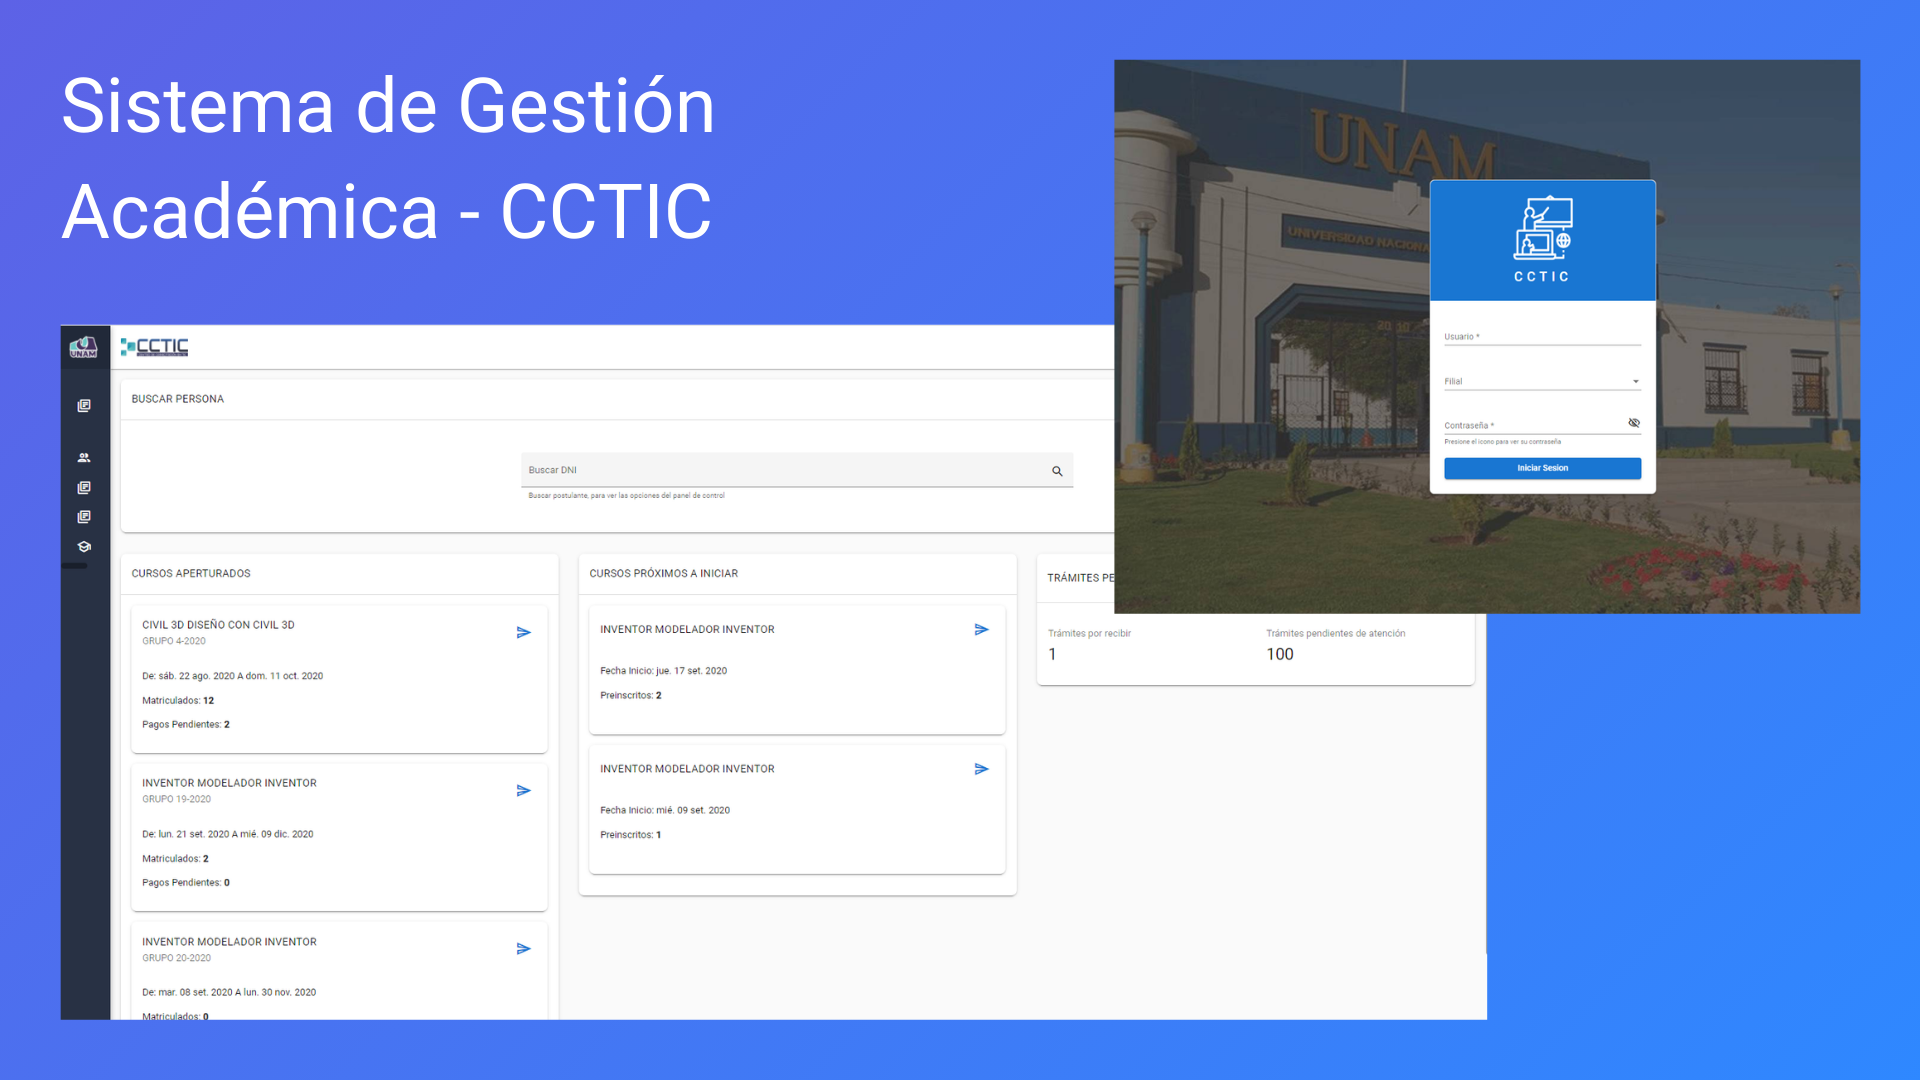 Sistema de Gestión
Académica - CCTIC
UNAM
UNIVERSIDAD NACIONA
20 10
CCTIC
Usuario *
Filial
Contraseña *
Presione el icono para ver su contraseña
Iniciar Sesion
UNAM
CCTIC
BUSCAR PERSONA
Buscar DNI
Buscar postulante, para ver las opciones del panel de control
CURSOS APERTURADOS
CIVIL 3D DISEÑO CON CIVIL 3D
GRUPO 4-2020
De: sáb. 22 ago. 2020 A dom. 11 oct. 2020
Matriculados: 12
Pagos Pendientes: 2
INVENTOR MODELADOR INVENTOR
GRUPO 19-2020
De: lun. 21 set. 2020 A mié. 09 dic. 2020
Matriculados: 2
Pagos Pendientes: 0
INVENTOR MODELADOR INVENTOR
GRUPO 20-2020
De: mar. 08 set. 2020 A lun. 30 nov. 2020
Matriculados: 0
CURSOS PRÓXIMOS A INICIAR
INVENTOR MODELADOR INVENTOR
Fecha Inicio: jue. 17 set. 2020
Preinscritos: 2
INVENTOR MODELADOR INVENTOR
Fecha Inicio: mié. 09 set. 2020
Preinscritos: 1
TRÁMITES PE
Trámites por recibir
1
Trámites pendientes de atención
100